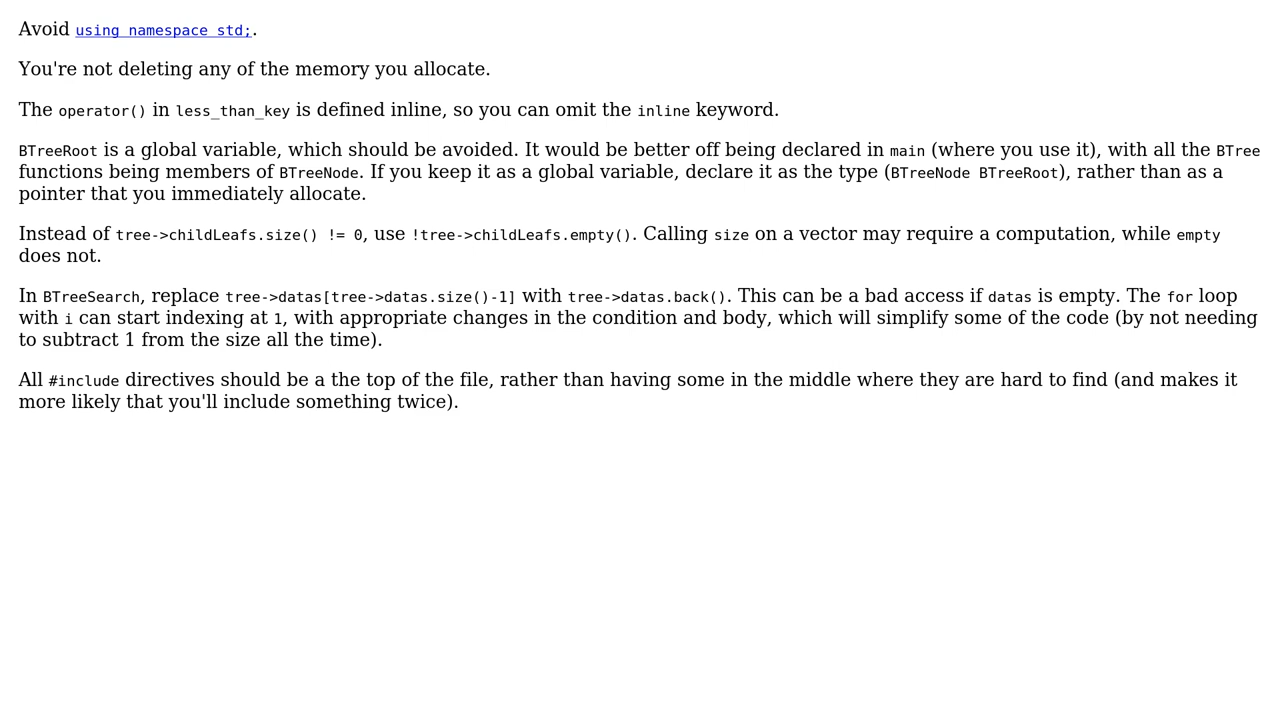 Avoid using namespace std;.
You're not deleting any of the memory you allocate.
The operator() in less_than_key is defined inline, so you can omit the inline keyword.
BTreeRoot is a global variable, which should be avoided. It would be better off being declared in main (where you use it), with all the BTree
functions being members of BTreeNode. If you keep it as a global variable, declare it as the type (BTreeNode BTreeRoot), rather than as a
pointer that you immediately allocate.
Instead of tree->childLeafs.size() != 0, use !tree->childLeafs.empty(). Calling size on a vector may require a computation, while empty
does not.
In BTreeSearch, replace tree->datas[tree->datas.size()-1] with tree->datas.back(). This can be a bad access if datas is empty. The for loop
with i can start indexing at 1, with appropriate changes in the condition and body, which will simplify some of the code (by not needing
to subtract 1 from the size all the time).
All #include directives should be a the top of the file, rather than having some in the middle where they are hard to find (and makes it
more likely that you'll include something twice).